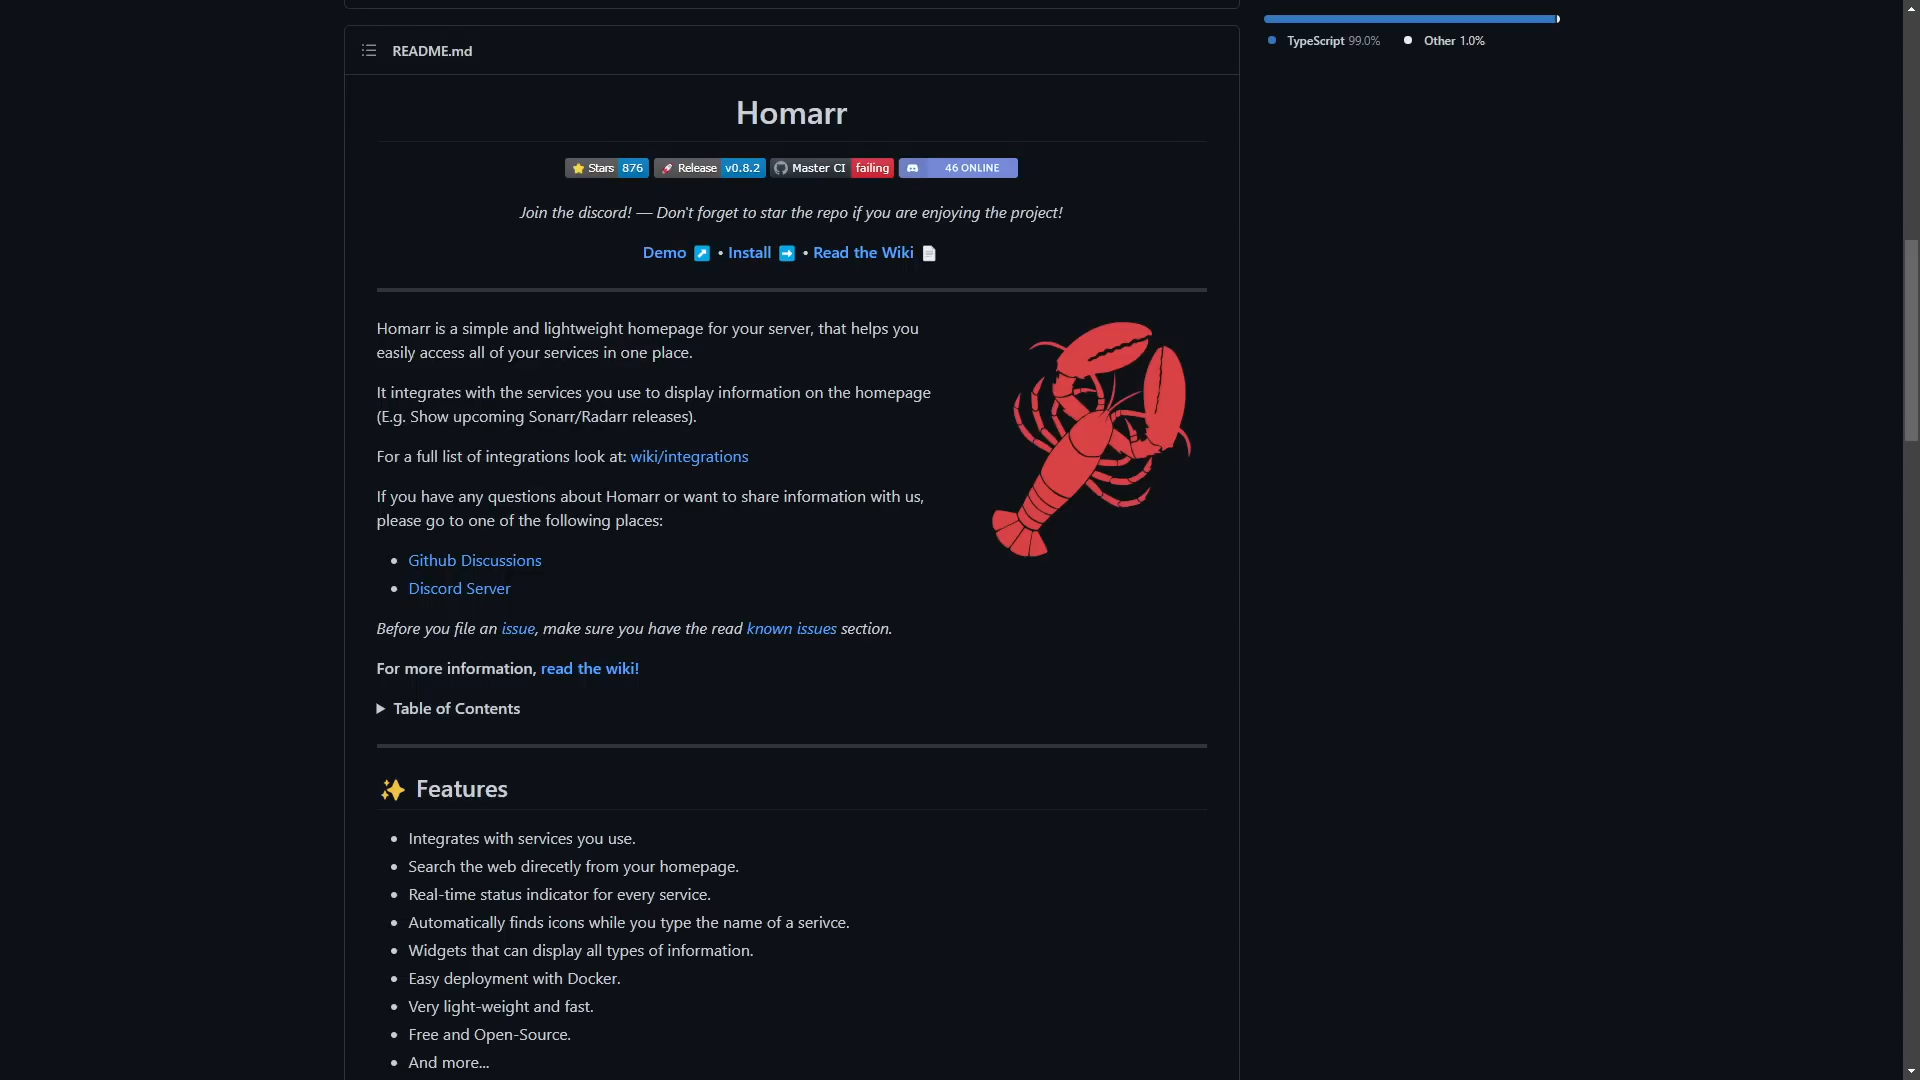 README.md
TypeScript 99.0% Other 1.0%
Homarr
Stars 876 Release v0.8.2 Master CI failing 46 ONLINE
Join the discord! — Don't forget to star the repo if you are enjoying the project!
Demo ↗️ • Install ➡️ • Read the Wiki 📄
Homarr is a simple and lightweight homepage for your server, that helps you
easily access all of your services in one place.
It integrates with the services you use to display information on the homepage
(E.g. Show upcoming Sonarr/Radarr releases).
For a full list of integrations look at: wiki/integrations
If you have any questions about Homarr or want to share information with us,
please go to one of the following places:
• Github Discussions
• Discord Server
Before you file an issue, make sure you have the read known issues section.
For more information, read the wiki!
▶ Table of Contents
✨ Features
• Integrates with services you use.
• Search the web direcetly from your homepage.
• Real-time status indicator for every service.
• Automatically finds icons while you type the name of a serivce.
• Widgets that can display all types of information.
• Easy deployment with Docker.
• Very light-weight and fast.
• Free and Open-Source.
• And more...